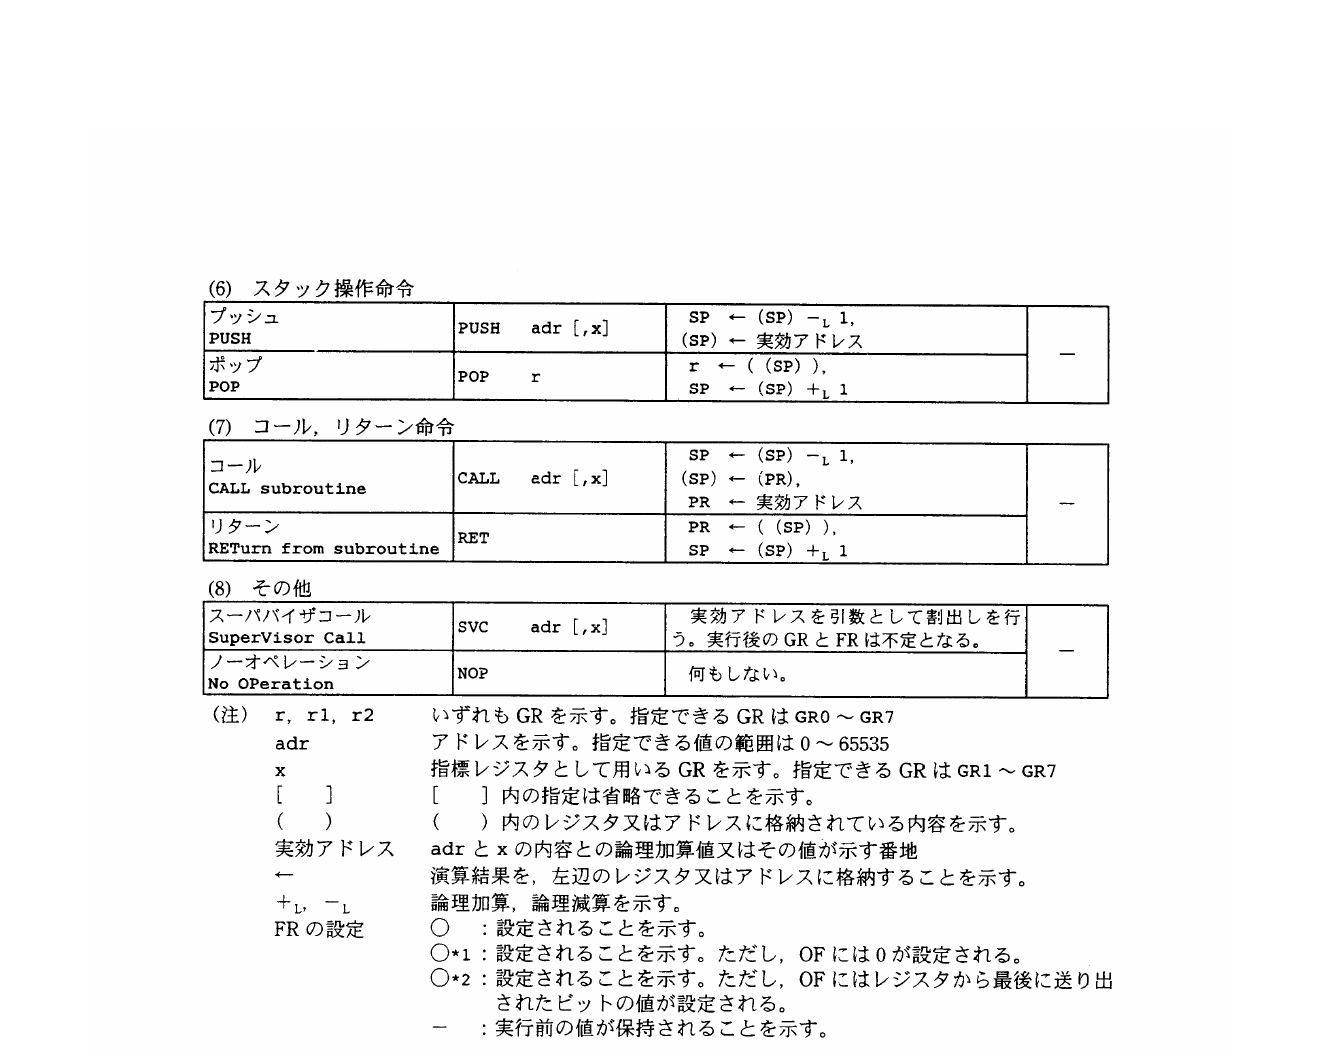 (6) スタック操作命令
プッシュ
PUSH
PUSH adr [,x]
SP ← (SP) −L 1,
(SP) ← 実効アドレス
－
ポップ
POP
POP r
r ← ( (SP) ),
SP ← (SP) +L 1
(7) コール，リターン命令
コール
CALL subroutine
CALL adr [,x]
SP ← (SP) −L 1,
(SP) ← (PR),
PR ← 実効アドレス
－
リターン
RETurn from subroutine
RET
PR ← ( (SP) ),
SP ← (SP) +L 1
(8) その他
スーパバイザコール
SuperVisor Call
SVC adr [,x]
実効アドレスを引数として割出しを行
う。実行後の GR と FR は不定となる。
－
ノーオペレーション
No OPeration
NOP
何もしない。
（注） r, r1, r2 いずれも GR を示す。指定できる GR は GR0 ～ GR7
adr アドレスを示す。指定できる値の範囲は 0 ～ 65535
x 指標レジスタとして用いる GR を示す。指定できる GR は GR1 ～ GR7
[ ] [ ] 内の指定は省略できることを示す。
( ) ( ) 内のレジスタ又はアドレスに格納されている内容を示す。
実効アドレス adr と x の内容との論理加算値又はその値が示す番地
← 演算結果を，左辺のレジスタ又はアドレスに格納することを示す。
+L, −L 論理加算，論理減算を示す。
FR の設定 ○ ：設定されることを示す。
○*1：設定されることを示す。ただし，OF には 0 が設定される。
○*2：設定されることを示す。ただし，OF にはレジスタから最後に送り出
されたビットの値が設定される。
－ ：実行前の値が保持されることを示す。